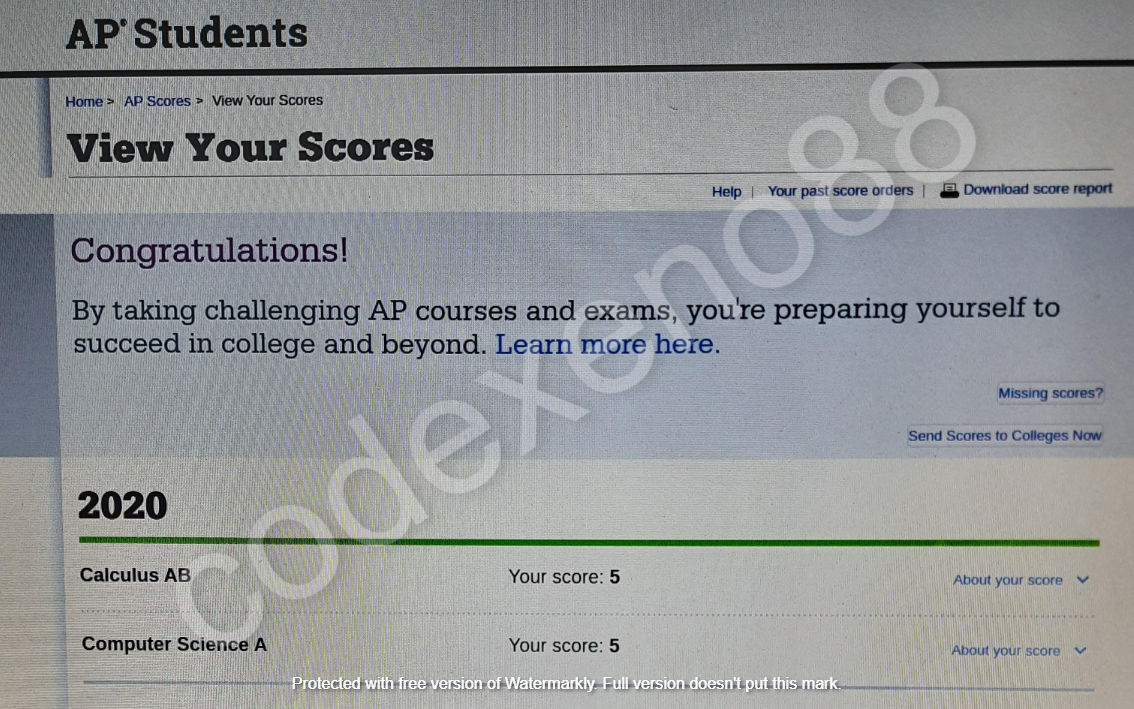 AP® Students
Home > AP Scores > View Your Scores
View Your Scores
Help | Your past score orders | Download score report
Congratulations!
By taking challenging AP courses and exams, you're preparing yourself to
succeed in college and beyond. Learn more here.
Missing scores?
Send Scores to Colleges Now
2020
Calculus AB Your score: 5 About your score
Computer Science A Your score: 5 About your score
codexeno88
Protected with free version of Watermarkly. Full version doesn't put this mark.